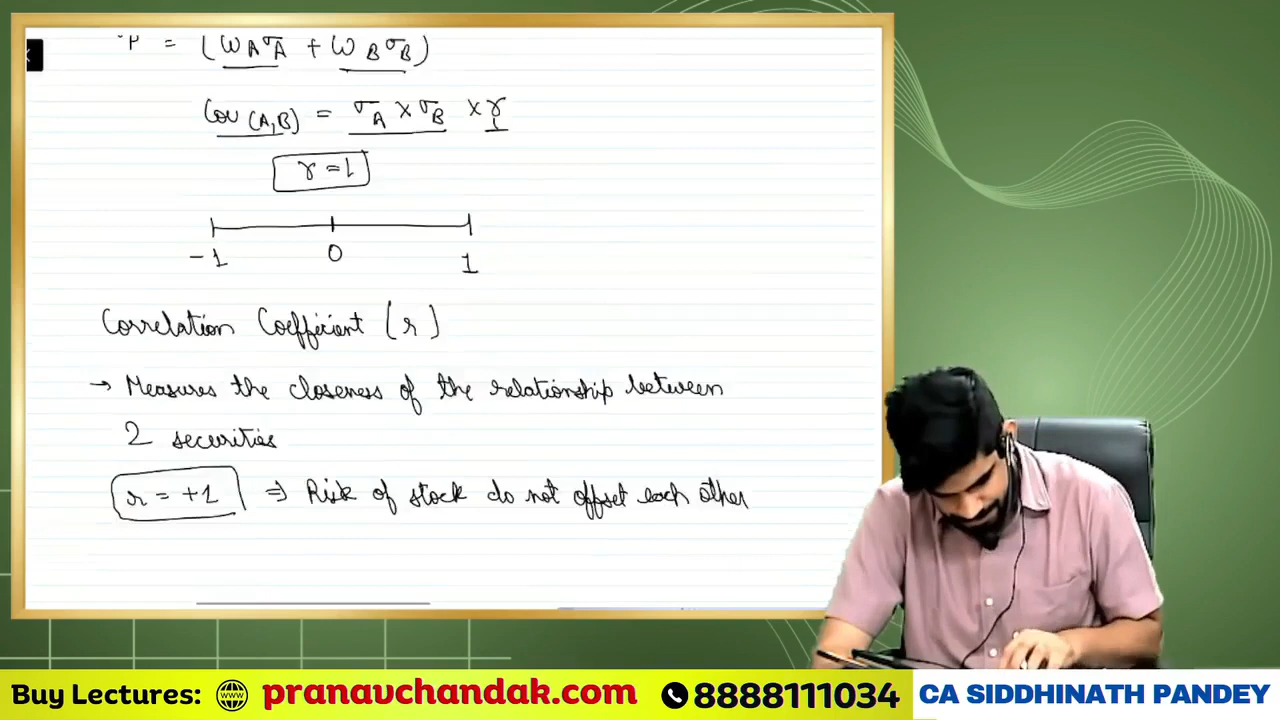 σP = (ωAσA + ωBσB)
Cov(A,B) = σA × σB × r
1
r = 1
-1 0 1
Correlation Coefficient (r)
→ Measures the closeness of the relationship between
2 securities
r = +1 ⇒ Risk of stock do not offset each other
Buy Lectures: pranavchandak.com 8888111034 CA SIDDHINATH PANDEY